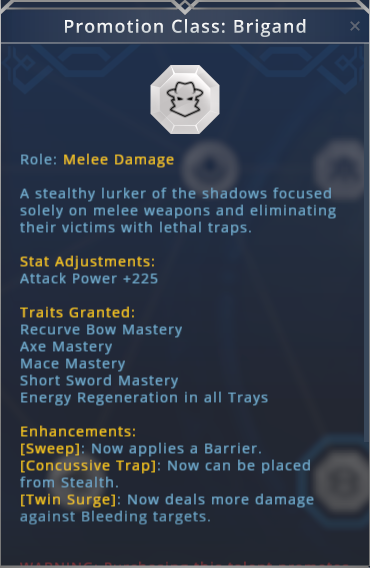 Promotion Class: Brigand
Role: Melee Damage
A stealthy lurker of the shadows focused
solely on melee weapons and eliminating
their victims with lethal traps.
Stat Adjustments:
Attack Power +225
Traits Granted:
Recurve Bow Mastery
Axe Mastery
Mace Mastery
Short Sword Mastery
Energy Regeneration in all Trays
Enhancements:
[Sweep]: Now applies a Barrier.
[Concussive Trap]: Now can be placed
from Stealth.
[Twin Surge]: Now deals more damage
against Bleeding targets.